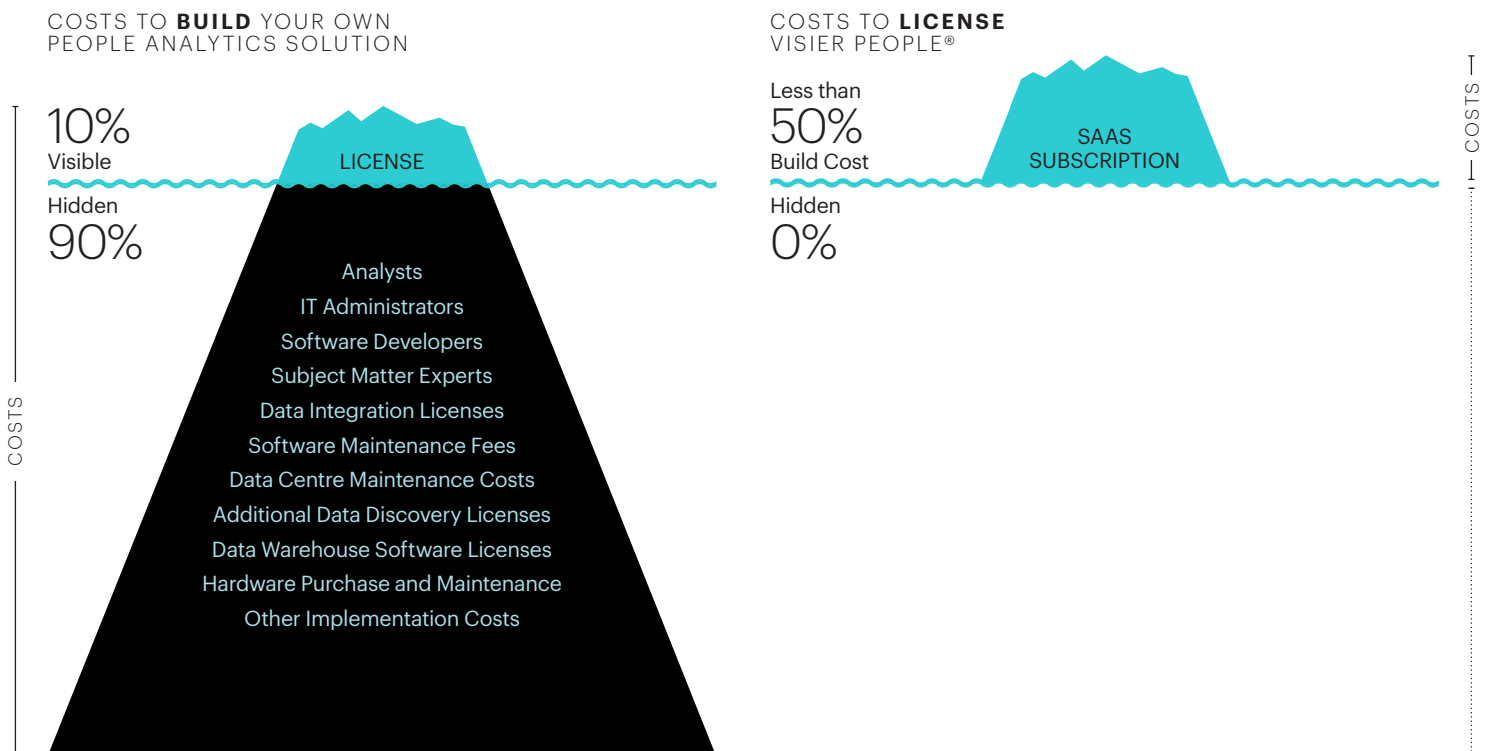 COSTS TO BUILD YOUR OWN
PEOPLE ANALYTICS SOLUTION
10%
Visible
LICENSE
Hidden
90%
Analysts
IT Administrators
Software Developers
Subject Matter Experts
Data Integration Licenses
Software Maintenance Fees
Data Centre Maintenance Costs
Additional Data Discovery Licenses
Data Warehouse Software Licenses
Hardware Purchase and Maintenance
Other Implementation Costs
COSTS
COSTS TO LICENSE
VISIER PEOPLE®
Less than
50%
Build Cost
SAAS
SUBSCRIPTION
Hidden
0%
COSTS